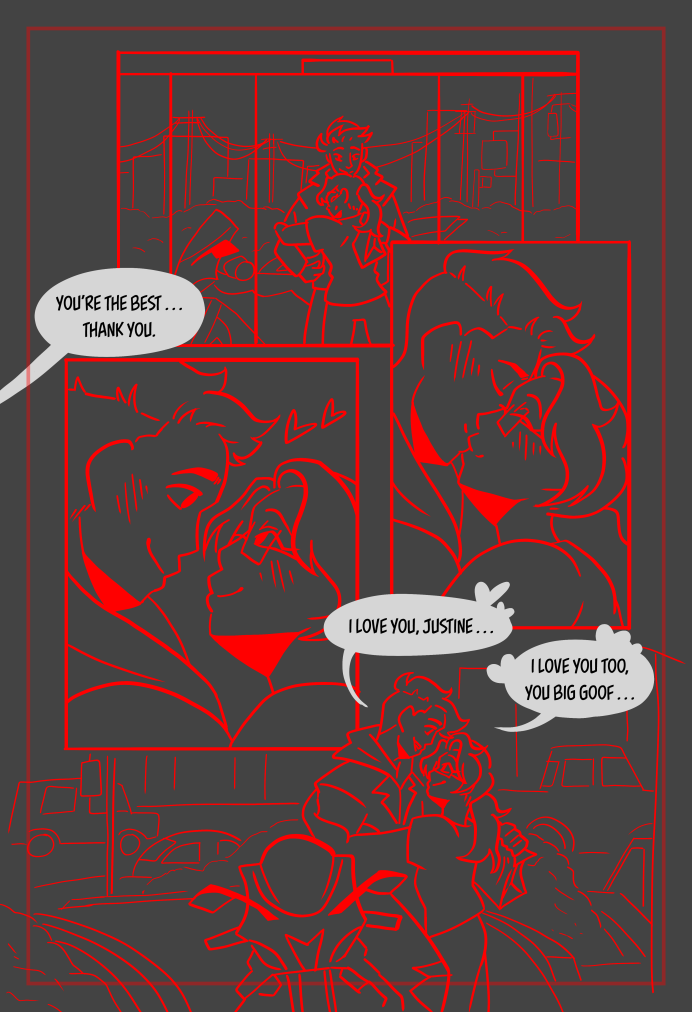 YOU'RE THE BEST . . .
THANK YOU.
I LOVE YOU, JUSTINE . . .
I LOVE YOU TOO,
YOU BIG GOOF . . .